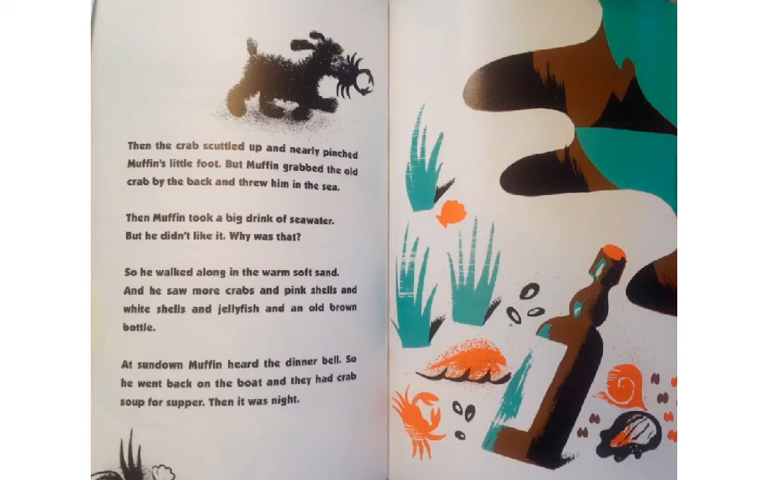 Then the crab scuttled up and nearly pinched
Muffin's little foot. But Muffin grabbed the old
crab by the back and threw him in the sea.
Then Muffin took a big drink of seawater.
But he didn't like it. Why was that?
So he walked along in the warm soft sand.
And he saw more crabs and pink shells and
white shells and jellyfish and an old brown
bottle.
At sundown Muffin heard the dinner bell. So
he went back on the boat and they had crab
soup for supper. Then it was night.